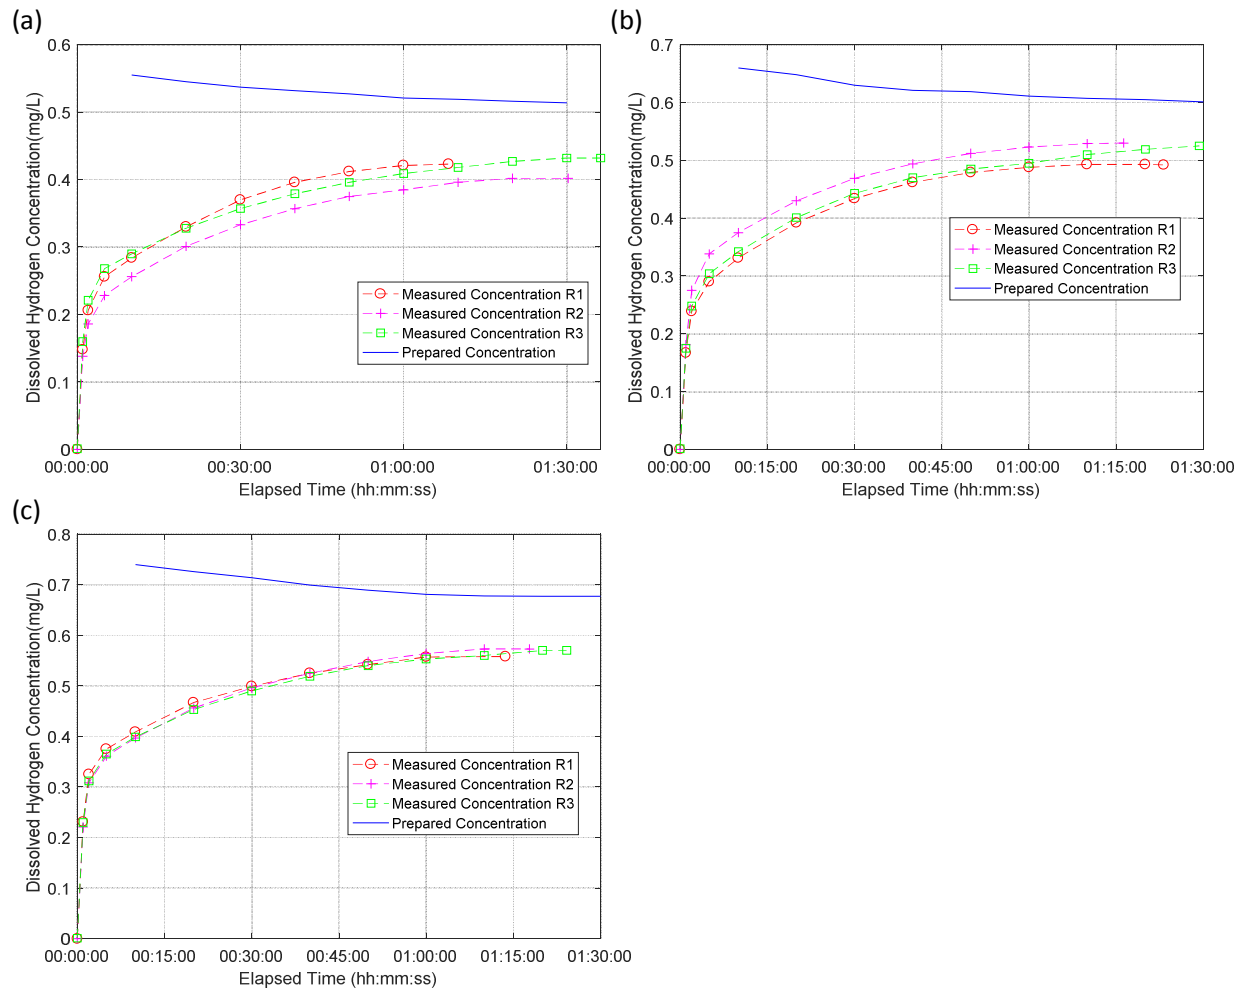 (a)
0.6
0.5
0.4
0.3
0.2
0.1
0
Dissolved Hydrogen Concentration(mg/L)
Measured Concentration R1
Measured Concentration R2
Measured Concentration R3
Prepared Concentration
00:00:00 00:30:00 01:00:00 01:30:00
Elapsed Time (hh:mm:ss)
(b)
0.7
0.6
0.5
0.4
0.3
0.2
0.1
0
Dissolved Hydrogen Concentration(mg/L)
Measured Concentration R1
Measured Concentration R2
Measured Concentration R3
Prepared Concentration
00:00:00 00:15:00 00:30:00 00:45:00 01:00:00 01:15:00 01:30:00
Elapsed Time (hh:mm:ss)
(c)
0.8
0.7
0.6
0.5
0.4
0.3
0.2
0.1
0
Dissolved Hydrogen Concentration(mg/L)
Measured Concentration R1
Measured Concentration R2
Measured Concentration R3
Prepared Concentration
00:00:00 00:15:00 00:30:00 00:45:00 01:00:00 01:15:00 01:30:00
Elapsed Time (hh:mm:ss)